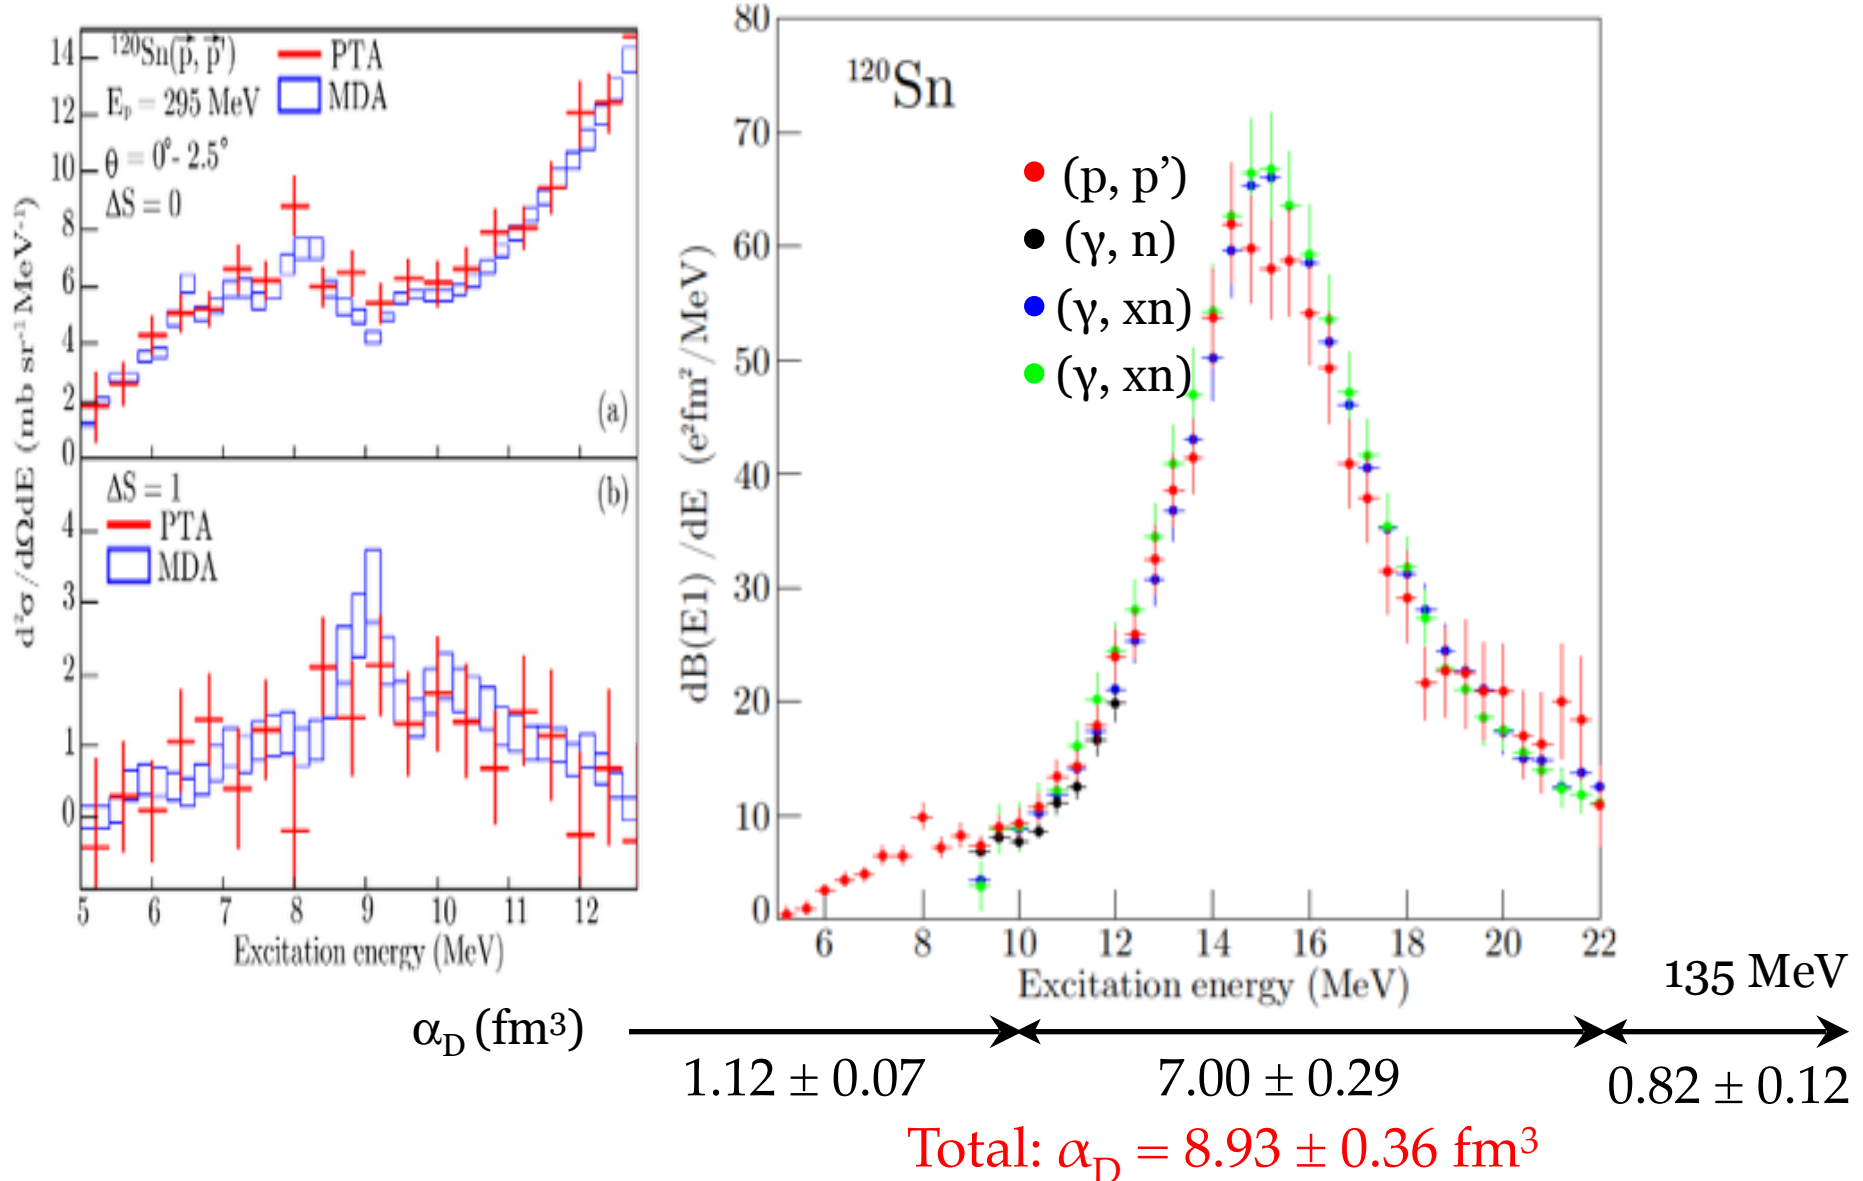 ¹²⁰Sn(p⃗, p⃗')
E_p = 295 MeV
θ = 0°- 2.5°
ΔS = 0
PTA
MDA
(a)
14
12
10
8
6
4
2
0
d²σ/dΩdE (mb sr⁻¹MeV⁻¹)
ΔS = 1
PTA
MDA
(b)
4
3
2
1
0
5 6 7 8 9 10 11 12
Excitation energy (MeV)
¹²⁰Sn
(p, p’)
(γ, n)
(γ, xn)
(γ, xn)
80
70
60
50
40
30
20
10
0
dB(E1) /dE (e²fm²/MeV)
6 8 10 12 14 16 18 20 22
Excitation energy (MeV)
135 MeV
α_D (fm³)
1.12 ± 0.07 7.00 ± 0.29 0.82 ± 0.12
Total: α_D = 8.93 ± 0.36 fm³